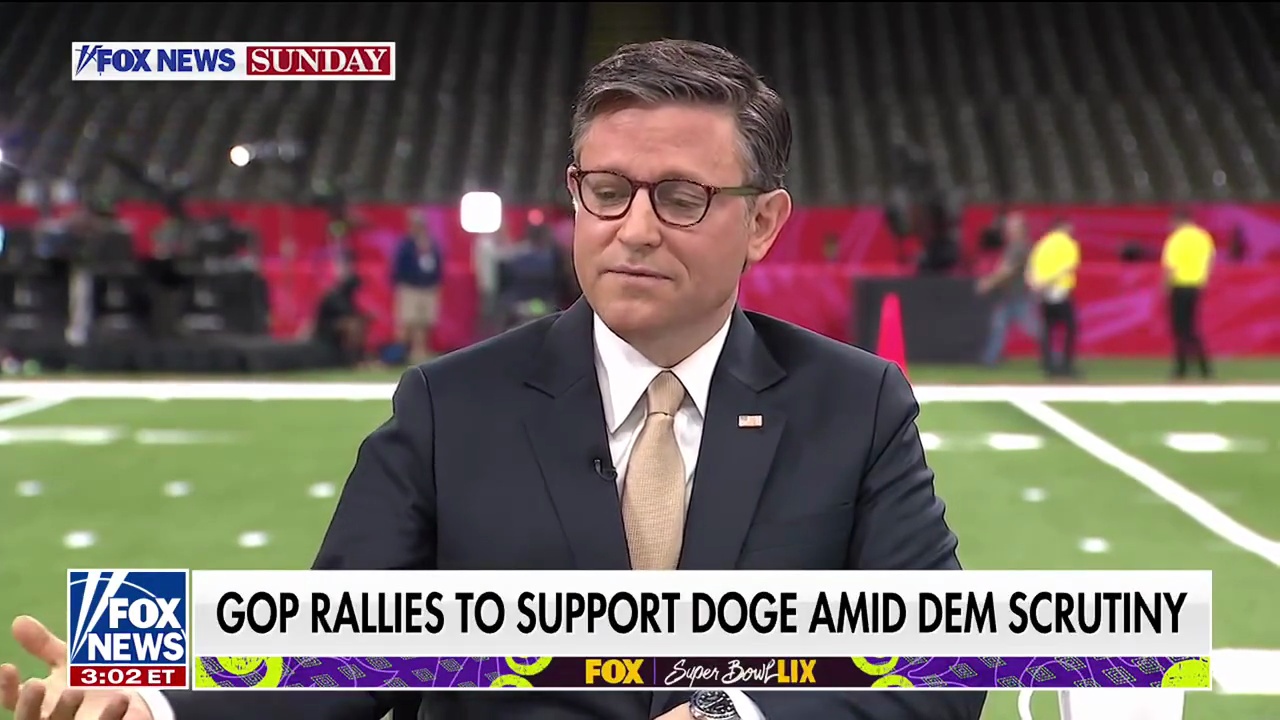 FOX NEWS SUNDAY
GOP RALLIES TO SUPPORT DOGE AMID DEM SCRUTINY
FOX
NEWS
3:02 ET
FOX Super Bowl LIX